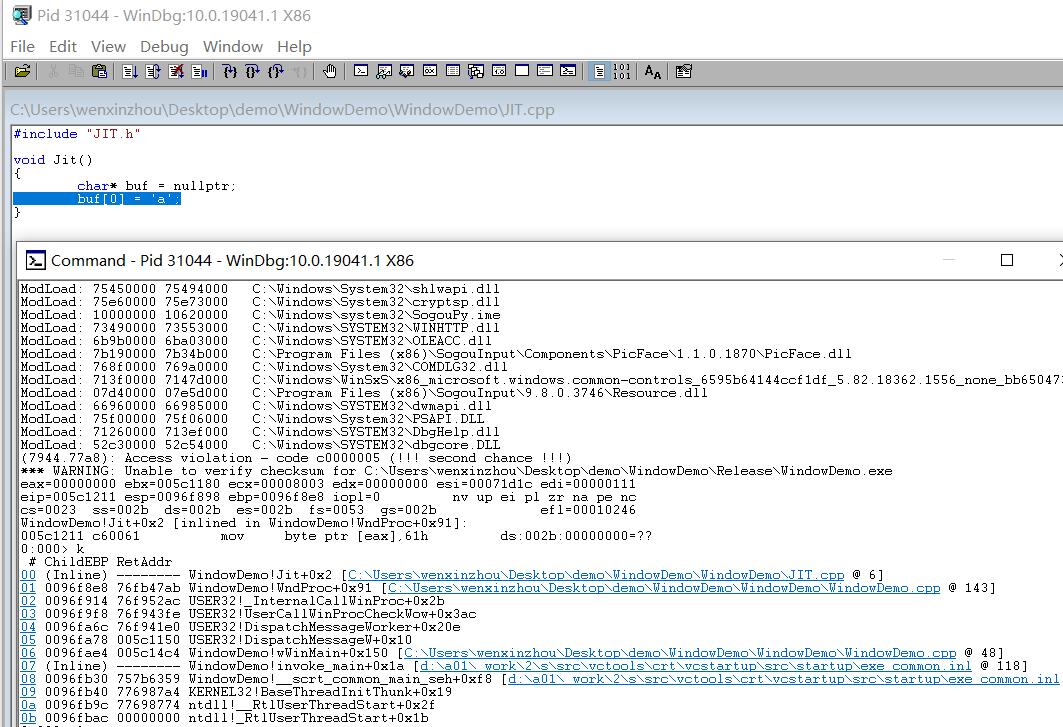 Pid 31044 - WinDbg:10.0.19041.1 X86
File Edit View Debug Window Help
C:\Users\wenxinzhou\Desktop\demo\WindowDemo\WindowDemo\JIT.cpp
#include "JIT.h"
void Jit()
{
char* buf = nullptr;
buf[0] = 'a';
}
Command - Pid 31044 - WinDbg:10.0.19041.1 X86
ModLoad: 75450000 75494000   C:\Windows\System32\shlwapi.dll
ModLoad: 75e60000 75e73000   C:\Windows\System32\cryptsp.dll
ModLoad: 10000000 10620000   C:\Windows\system32\SogouPy.ime
ModLoad: 73490000 73553000   C:\Windows\SYSTEM32\WINHTTP.dll
ModLoad: 6b9b0000 6ba03000   C:\Windows\SYSTEM32\OLEACC.dll
ModLoad: 7b190000 7b34b000   C:\Program Files (x86)\SogouInput\Components\PicFace\1.1.0.1870\PicFace.dll
ModLoad: 768f0000 769a0000   C:\Windows\System32\COMDLG32.dll
ModLoad: 713f0000 7147d000   C:\Windows\WinSxS\x86_microsoft.windows.common-controls_6595b64144ccf1df_5.82.18362.1556_none_bb65047
ModLoad: 07d40000 07e5d000   C:\Program Files (x86)\SogouInput\9.8.0.3746\Resource.dll
ModLoad: 66960000 66985000   C:\Windows\SYSTEM32\dwmapi.dll
ModLoad: 75f00000 75f06000   C:\Windows\System32\PSAPI.DLL
ModLoad: 71260000 713ef000   C:\Windows\SYSTEM32\DbgHelp.dll
ModLoad: 52c30000 52c54000   C:\Windows\SYSTEM32\dbgcore.DLL
(7944.77a8): Access violation - code c0000005 (!!! second chance !!!)
*** WARNING: Unable to verify checksum for C:\Users\wenxinzhou\Desktop\demo\WindowDemo\Release\WindowDemo.exe
eax=00000000 ebx=005c1180 ecx=00008003 edx=00000000 esi=00071d1c edi=00000111
eip=005c1211 esp=0096f898 ebp=0096f8e8 iopl=0         nv up ei pl zr na pe nc
cs=0023  ss=002b  ds=002b  es=002b  fs=0053  gs=002b             efl=00010246
WindowDemo!Jit+0x2 [inlined in WindowDemo!WndProc+0x91]:
005c1211 c60061          mov     byte ptr [eax],61h         ds:002b:00000000=??
0:000> k
# ChildEBP RetAddr
00 (Inline) -------- WindowDemo!Jit+0x2 [C:\Users\wenxinzhou\Desktop\demo\WindowDemo\WindowDemo\JIT.cpp @ 6]
01 0096f8e8 76fb47ab WindowDemo!WndProc+0x91 [C:\Users\wenxinzhou\Desktop\demo\WindowDemo\WindowDemo\WindowDemo.cpp @ 143]
02 0096f914 76f952ac USER32!_InternalCallWinProc+0x2b
03 0096f9f8 76f943fe USER32!UserCallWinProcCheckWow+0x3ac
04 0096fa6c 76f941e0 USER32!DispatchMessageWorker+0x20e
05 0096fa78 005c1150 USER32!DispatchMessageW+0x10
06 0096fae4 005c14c4 WindowDemo!wWinMain+0x150 [C:\Users\wenxinzhou\Desktop\demo\WindowDemo\WindowDemo\WindowDemo.cpp @ 48]
07 (Inline) -------- WindowDemo!invoke_main+0x1a [d:\a01\_work\2\s\src\vctools\crt\vcstartup\src\startup\exe_common.inl @ 118]
08 0096fb30 757b6359 WindowDemo!__scrt_common_main_seh+0xf8 [d:\a01\_work\2\s\src\vctools\crt\vcstartup\src\startup\exe_common.inl
09 0096fb40 776987a4 KERNEL32!BaseThreadInitThunk+0x19
0a 0096fb9c 77698774 ntdll!__RtlUserThreadStart+0x2f
0b 0096fbac 00000000 ntdll!_RtlUserThreadStart+0x1b